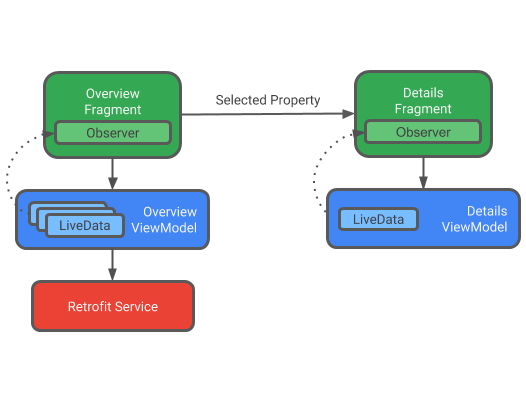 Overview
Fragment
Observer
Selected Property
Details
Fragment
Observer
LiveData
Overview
ViewModel
LiveData
Details
ViewModel
Retrofit Service